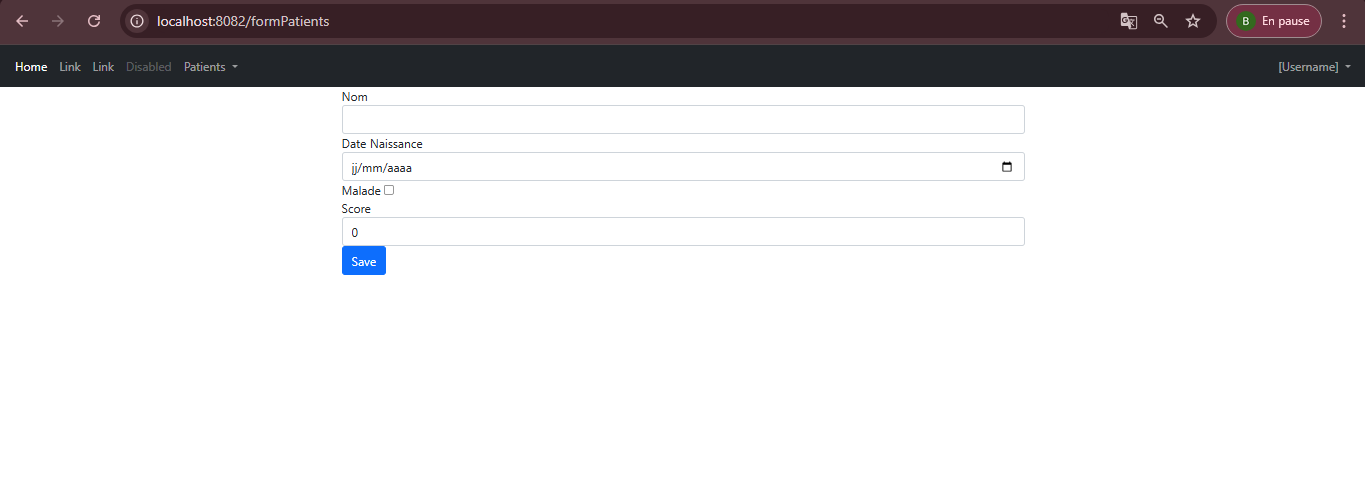 localhost:8082/formPatients
B En pause
Home Link Link Disabled Patients [Username]
Nom
Date Naissance
jj/mm/aaaa
Malade
Score
0
Save